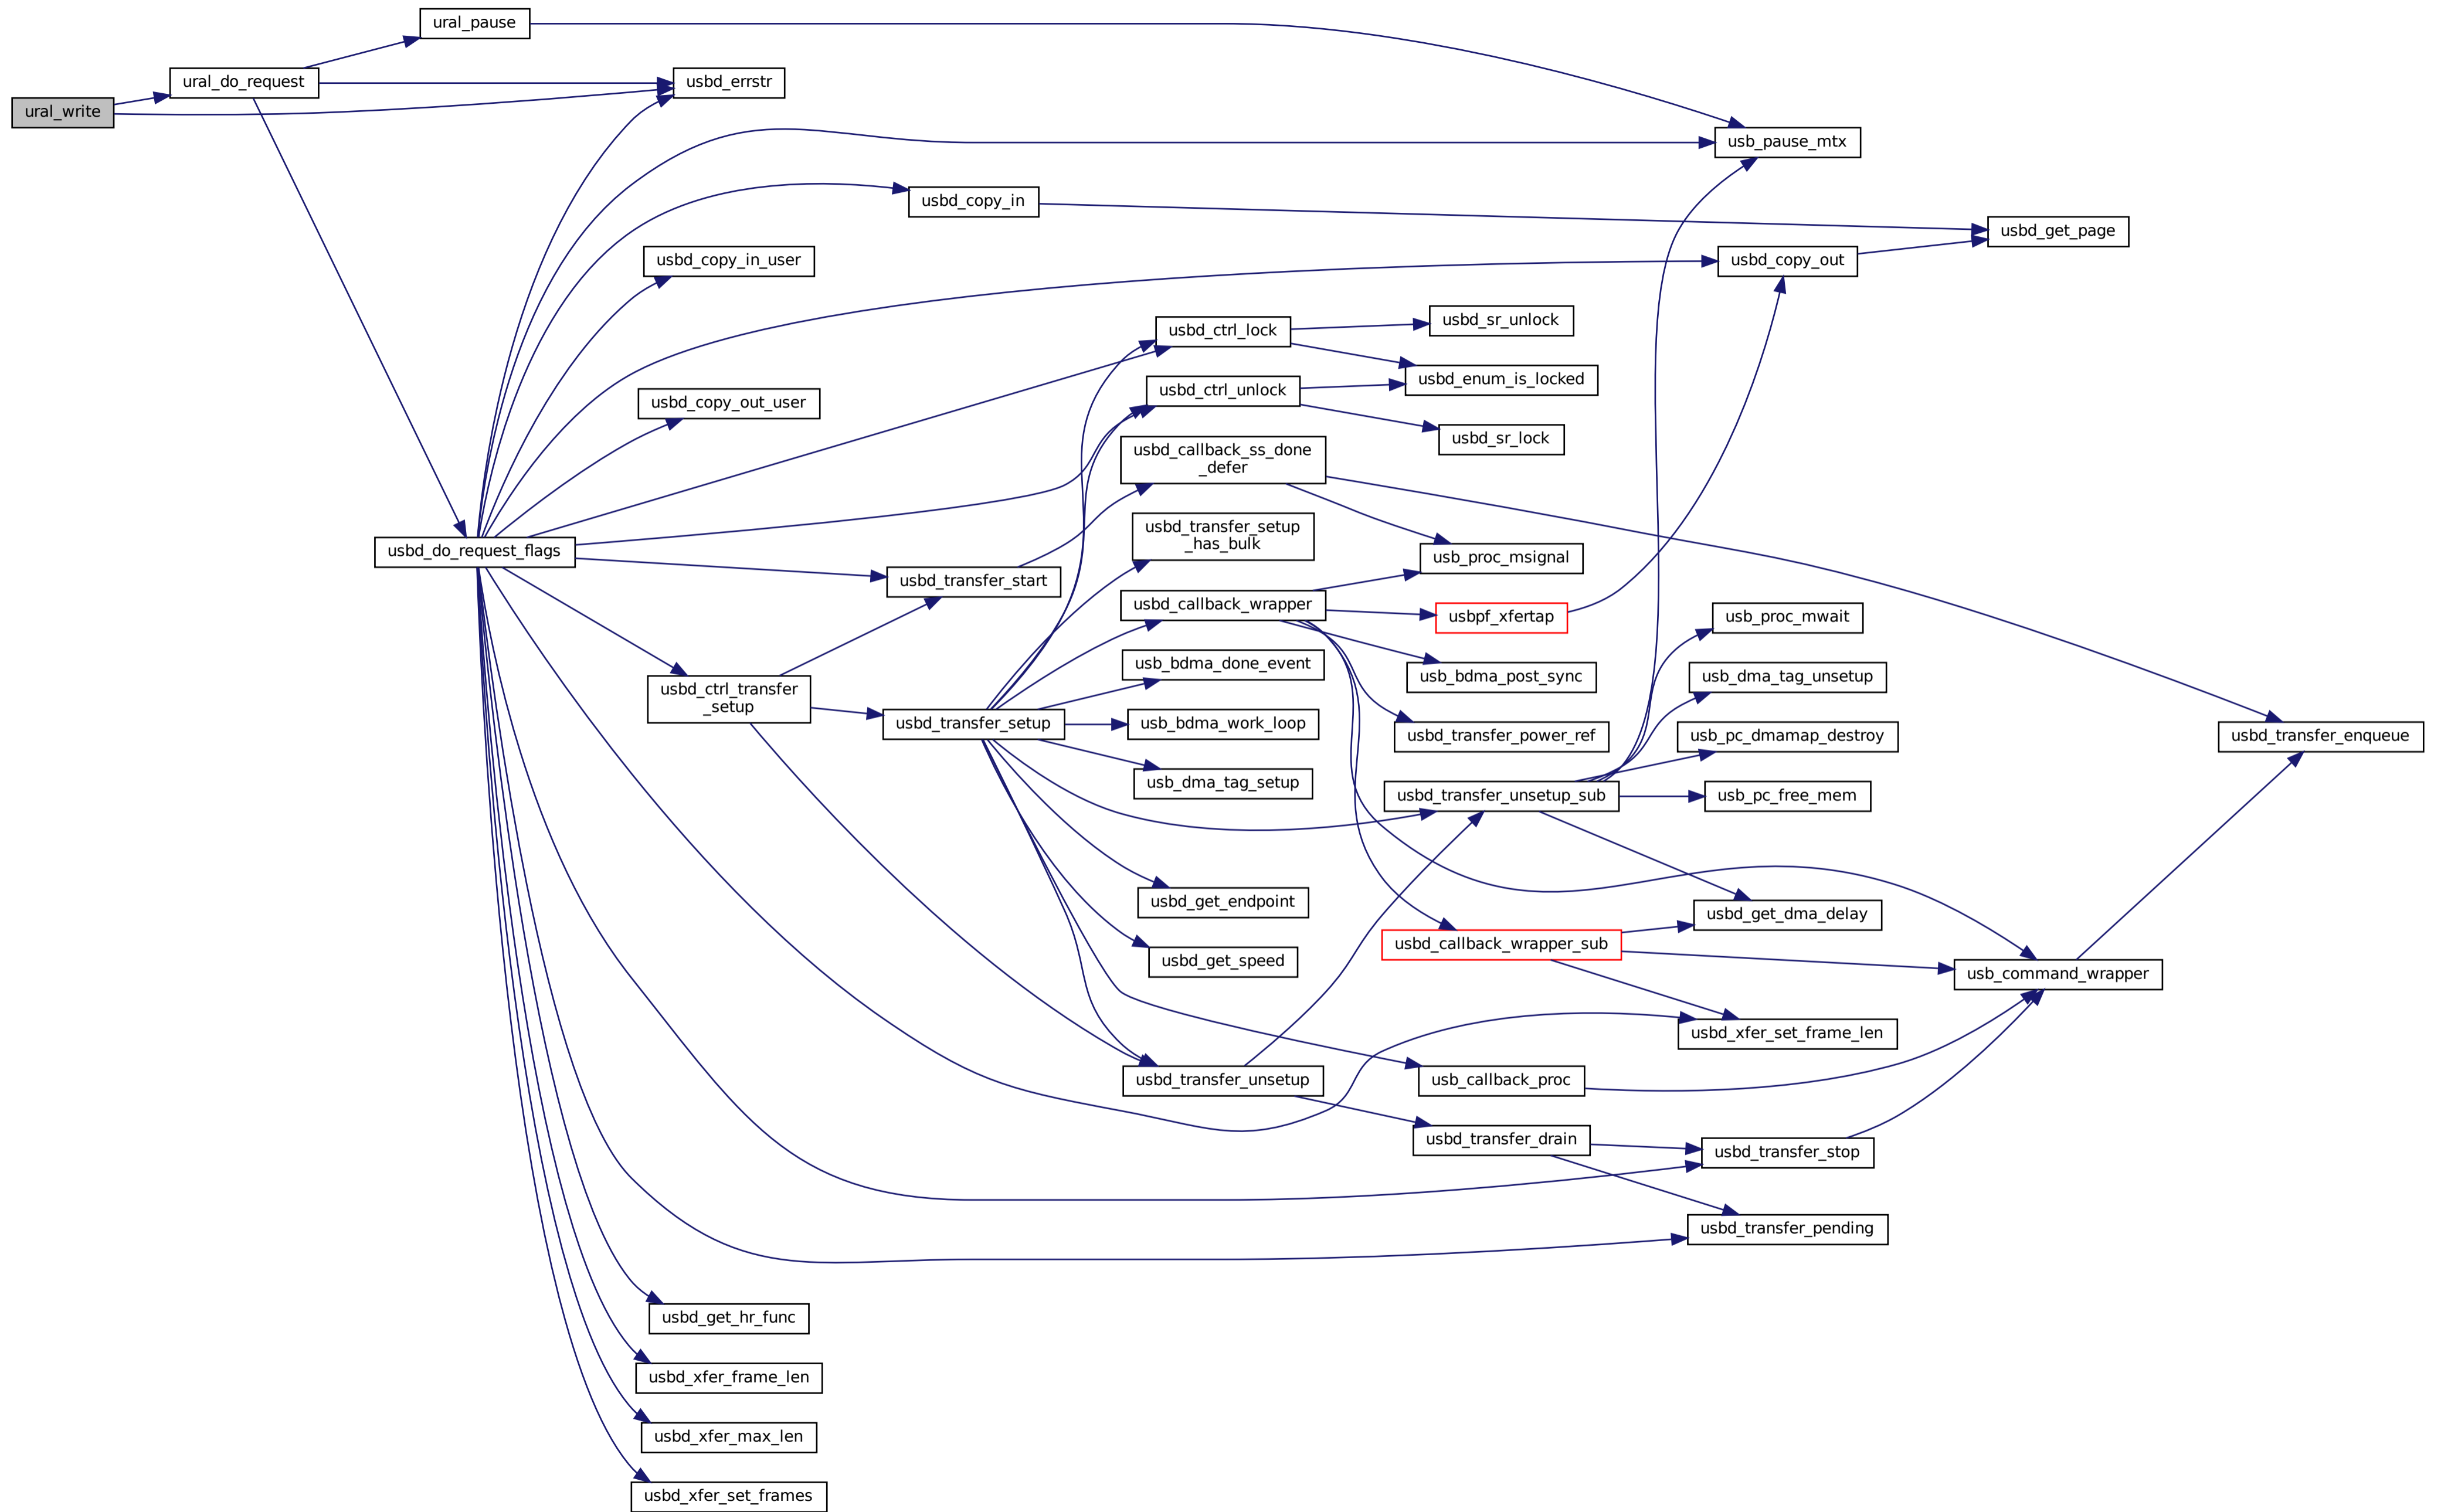 ural_pause
ural_do_request
usbd_errstr
ural_write
usb_pause_mtx
usbd_copy_in
usbd_get_page
usbd_copy_in_user
usbd_copy_out
usbd_sr_unlock
usbd_ctrl_lock
usbd_enum_is_locked
usbd_ctrl_unlock
usbd_copy_out_user
usbd_sr_lock
usbd_callback_ss_done
_defer
usbd_transfer_setup
_has_bulk
usbd_do_request_flags
usb_proc_msignal
usbd_transfer_start
usbd_callback_wrapper
usbpf_xfertap
usb_proc_mwait
usb_bdma_done_event
usb_bdma_post_sync
usb_dma_tag_unsetup
usbd_ctrl_transfer
_setup
usbd_transfer_setup
usb_bdma_work_loop
usbd_transfer_power_ref
usb_pc_dmamap_destroy
usbd_transfer_enqueue
usb_dma_tag_setup
usbd_transfer_unsetup_sub
usb_pc_free_mem
usbd_get_endpoint
usbd_get_dma_delay
usbd_callback_wrapper_sub
usbd_get_speed
usb_command_wrapper
usbd_xfer_set_frame_len
usbd_transfer_unsetup
usb_callback_proc
usbd_transfer_drain
usbd_transfer_stop
usbd_transfer_pending
usbd_get_hr_func
usbd_xfer_frame_len
usbd_xfer_max_len
usbd_xfer_set_frames